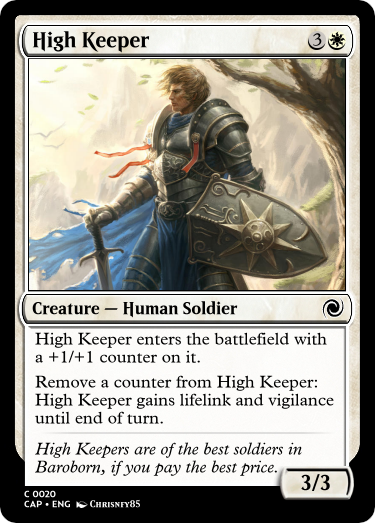 High Keeper 3
Creature — Human Soldier
High Keeper enters the battlefield with
a +1/+1 counter on it.
Remove a counter from High Keeper:
High Keeper gains lifelink and vigilance
until end of turn.
High Keepers are of the best soldiers in
Baroborn, if you pay the best price.
3/3
C 0020
CAP • ENG Chrisnfy85